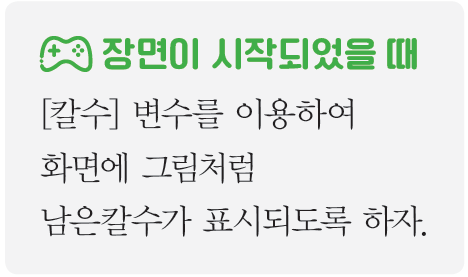 장면이 시작되었을 때
[칼수] 변수를 이용하여
화면에 그림처럼
남은칼수가 표시되도록 하자.